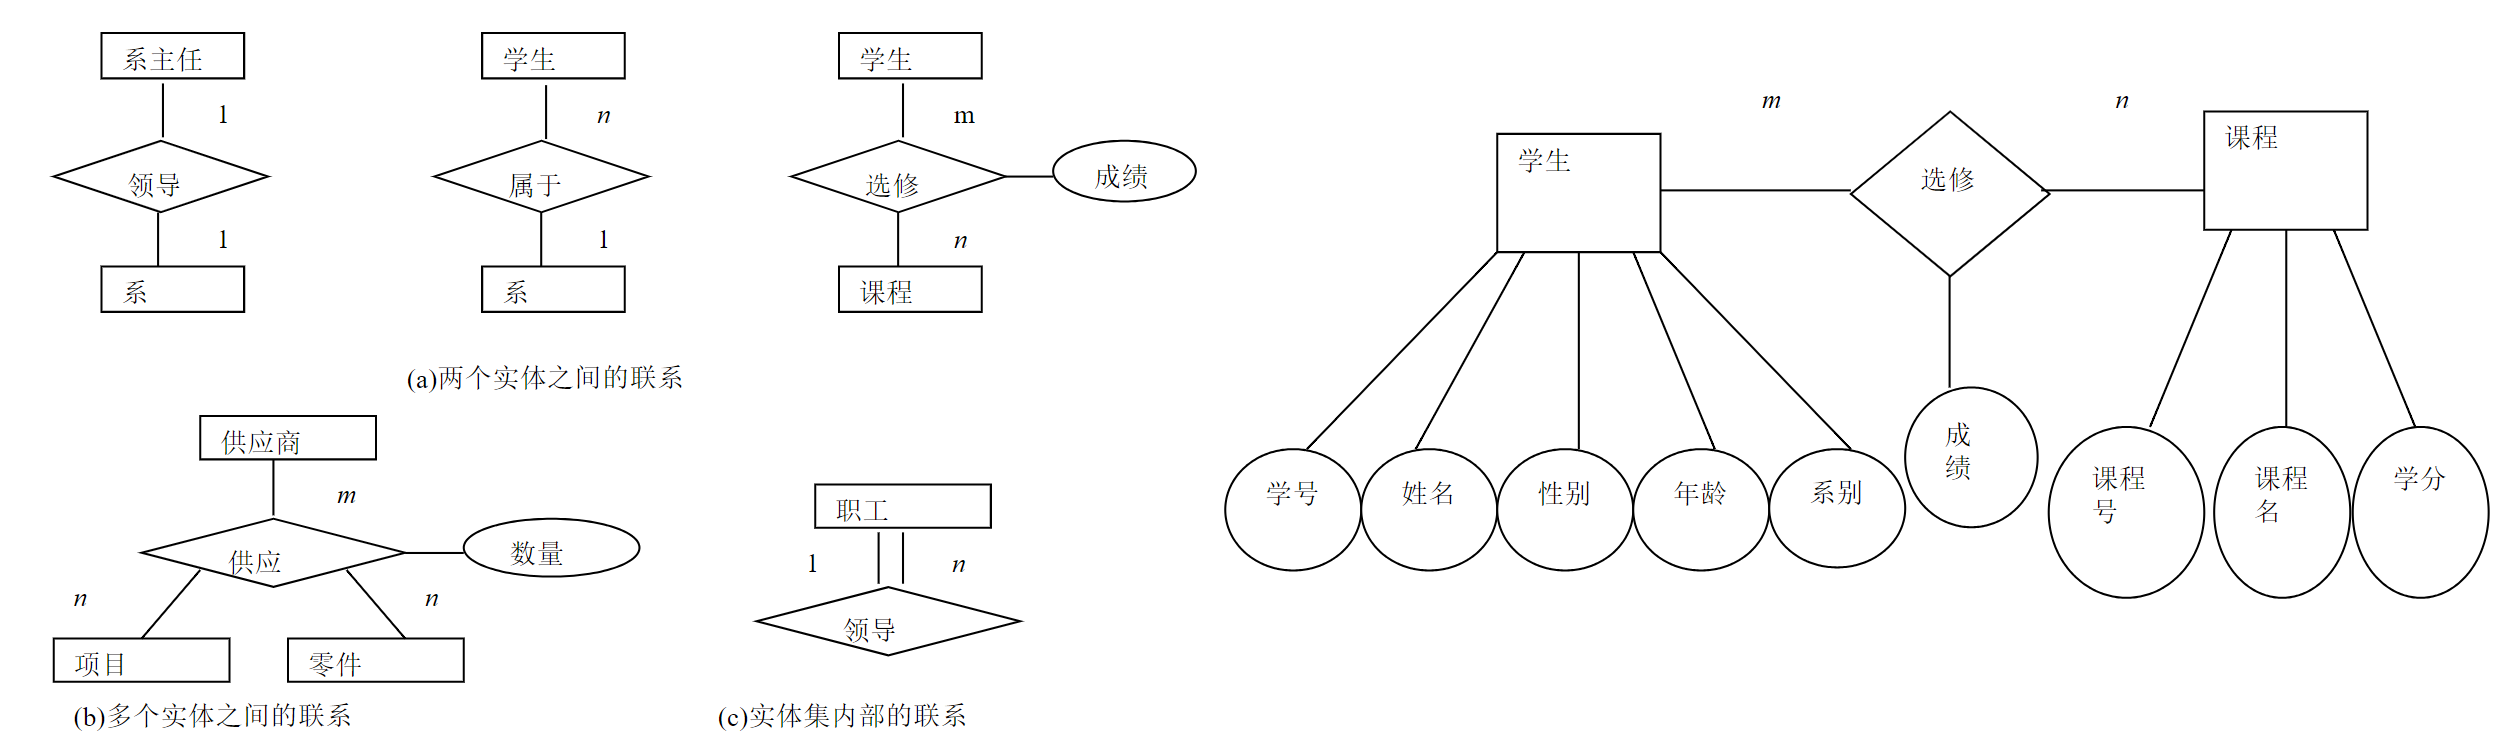 系主任
1
领导
1
系
学生
n
属于
1
系
学生
m
选修
成绩
n
课程
(a)两个实体之间的联系
供应商
m
供应
数量
n
n
项目
零件
(b)多个实体之间的联系
职工
1
n
领导
(c)实体集内部的联系
m
n
学生
选修
课程
学号
姓名
性别
年龄
系别
成
绩
课程
号
课程
名
学分